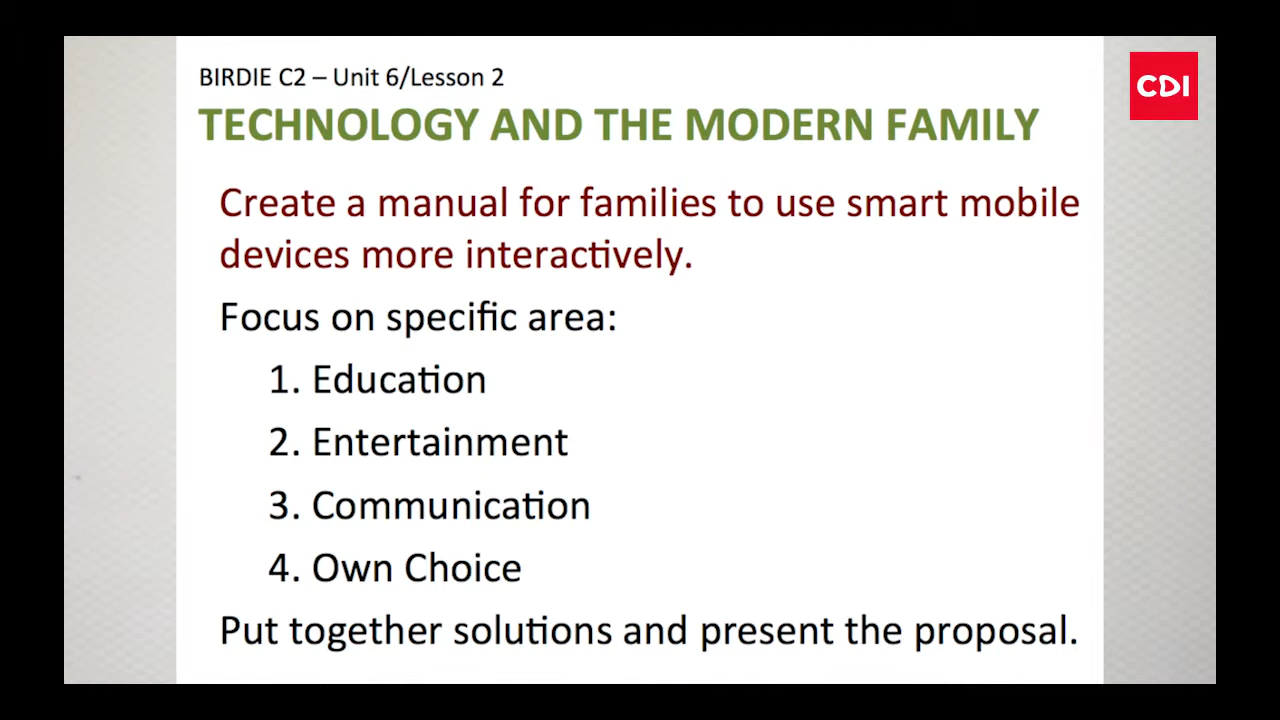 BIRDIE C2 – Unit 6/Lesson 2
CDI
TECHNOLOGY AND THE MODERN FAMILY
Create a manual for families to use smart mobile
devices more interactively.
Focus on specific area:
1. Education
2. Entertainment
3. Communication
4. Own Choice
Put together solutions and present the proposal.